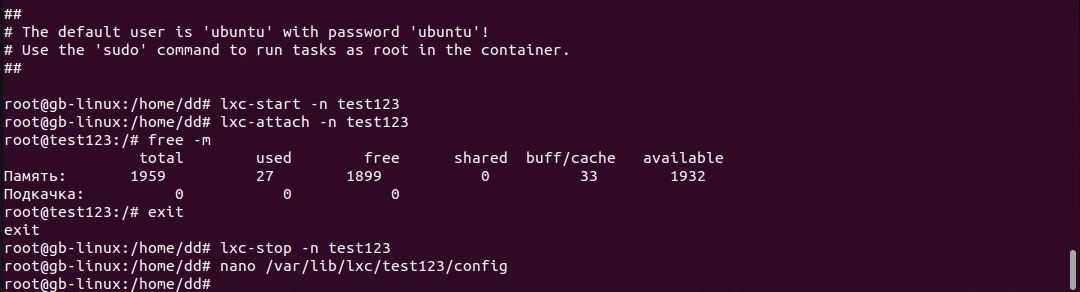 ##
# The default user is 'ubuntu' with password 'ubuntu'!
# Use the 'sudo' command to run tasks as root in the container.
##
root@gb-linux:/home/dd# lxc-start -n test123
root@gb-linux:/home/dd# lxc-attach -n test123
root@test123:/# free -m
total used free shared buff/cache available
Память: 1959 27 1899 0 33 1932
Подкачка: 0 0 0
root@test123:/# exit
exit
root@gb-linux:/home/dd# lxc-stop -n test123
root@gb-linux:/home/dd# nano /var/lib/lxc/test123/config
root@gb-linux:/home/dd#